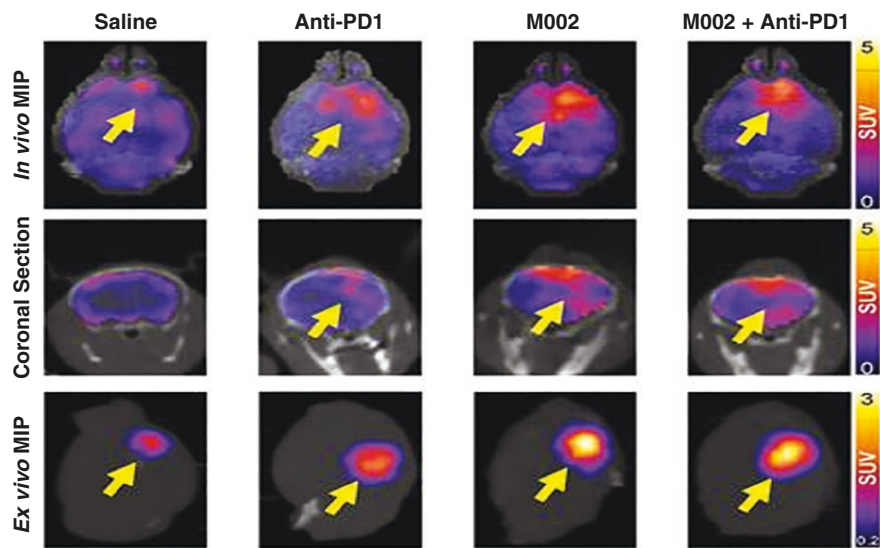 Saline Anti-PD1 M002 M002 + Anti-PD1
In vivo MIP
5
SUV
0
Coronal Section
5
SUV
0
Ex vivo MIP
3
SUV
0.2